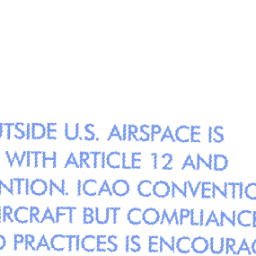 UTSIDE U.S. AIRSPACE IS
WITH ARTICLE 12 AND
NTION. ICAO CONVENTIO
IRCRAFT BUT COMPLIANCE
PRACTICES IS ENCOURA